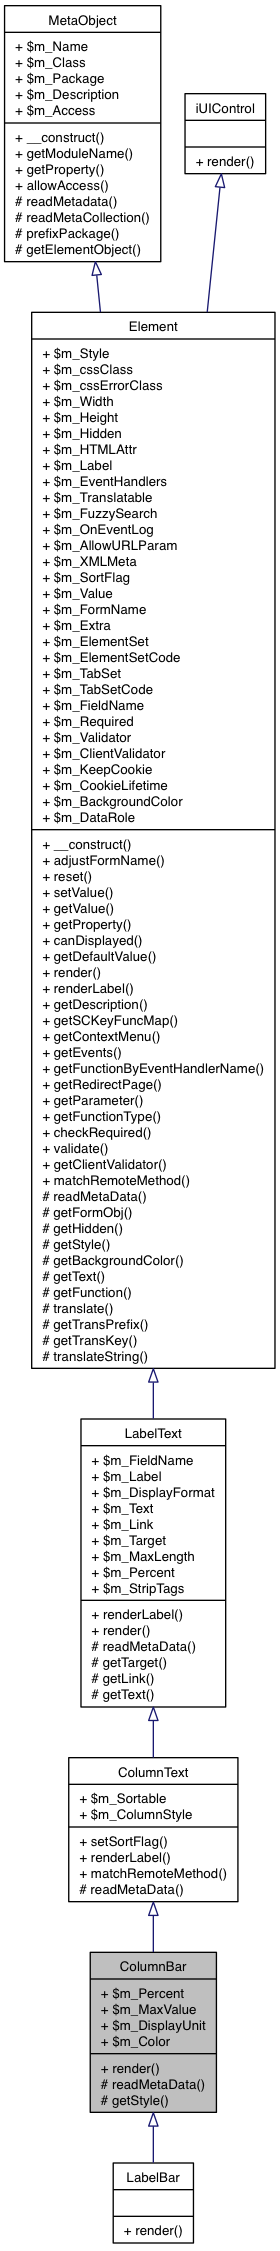 MetaObject
+ $m_Name
+ $m_Class
+ $m_Package
+ $m_Description
+ $m_Access
+ __construct()
+ getModuleName()
+ getProperty()
+ allowAccess()
# readMetadata()
# readMetaCollection()
# prefixPackage()
# getElementObject()
iUIControl
+ render()
Element
+ $m_Style
+ $m_cssClass
+ $m_cssErrorClass
+ $m_Width
+ $m_Height
+ $m_Hidden
+ $m_HTMLAttr
+ $m_Label
+ $m_EventHandlers
+ $m_Translatable
+ $m_FuzzySearch
+ $m_OnEventLog
+ $m_AllowURLParam
+ $m_XMLMeta
+ $m_SortFlag
+ $m_Value
+ $m_FormName
+ $m_Extra
+ $m_ElementSet
+ $m_ElementSetCode
+ $m_TabSet
+ $m_TabSetCode
+ $m_FieldName
+ $m_Required
+ $m_Validator
+ $m_ClientValidator
+ $m_KeepCookie
+ $m_CookieLifetime
+ $m_BackgroundColor
+ $m_DataRole
+ __construct()
+ adjustFormName()
+ reset()
+ setValue()
+ getValue()
+ getProperty()
+ canDisplayed()
+ getDefaultValue()
+ render()
+ renderLabel()
+ getDescription()
+ getSCKeyFuncMap()
+ getContextMenu()
+ getEvents()
+ getFunctionByEventHandlerName()
+ getRedirectPage()
+ getParameter()
+ getFunctionType()
+ checkRequired()
+ validate()
+ getClientValidator()
+ matchRemoteMethod()
# readMetaData()
# getFormObj()
# getHidden()
# getStyle()
# getBackgroundColor()
# getText()
# getFunction()
# translate()
# getTransPrefix()
# getTransKey()
# translateString()
LabelText
+ $m_FieldName
+ $m_Label
+ $m_DisplayFormat
+ $m_Text
+ $m_Link
+ $m_Target
+ $m_MaxLength
+ $m_Percent
+ $m_StripTags
+ renderLabel()
+ render()
# readMetaData()
# getTarget()
# getLink()
# getText()
ColumnText
+ $m_Sortable
+ $m_ColumnStyle
+ setSortFlag()
+ renderLabel()
+ matchRemoteMethod()
# readMetaData()
ColumnBar
+ $m_Percent
+ $m_MaxValue
+ $m_DisplayUnit
+ $m_Color
+ render()
# readMetaData()
# getStyle()
LabelBar
+ render()